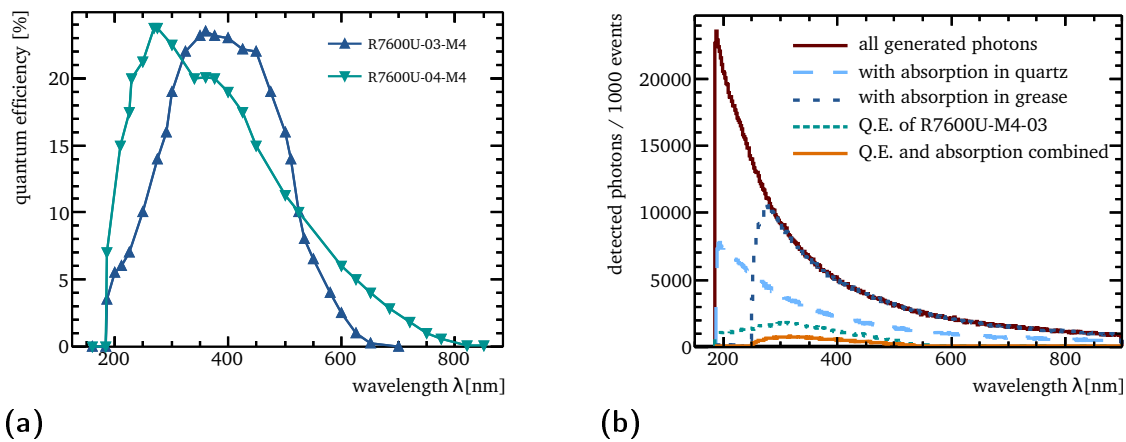 quantum efficiency [%]
20
15
10
5
0
R7600U-03-M4
R7600U-04-M4
200
400
600
800
wavelength λ[nm]
(a)
detected photons / 1000 events
20000
15000
10000
5000
0
all generated photons
with absorption in quartz
with absorption in grease
Q.E. of R7600U-M4-03
Q.E. and absorption combined
200
400
600
800
wavelength λ[nm]
(b)